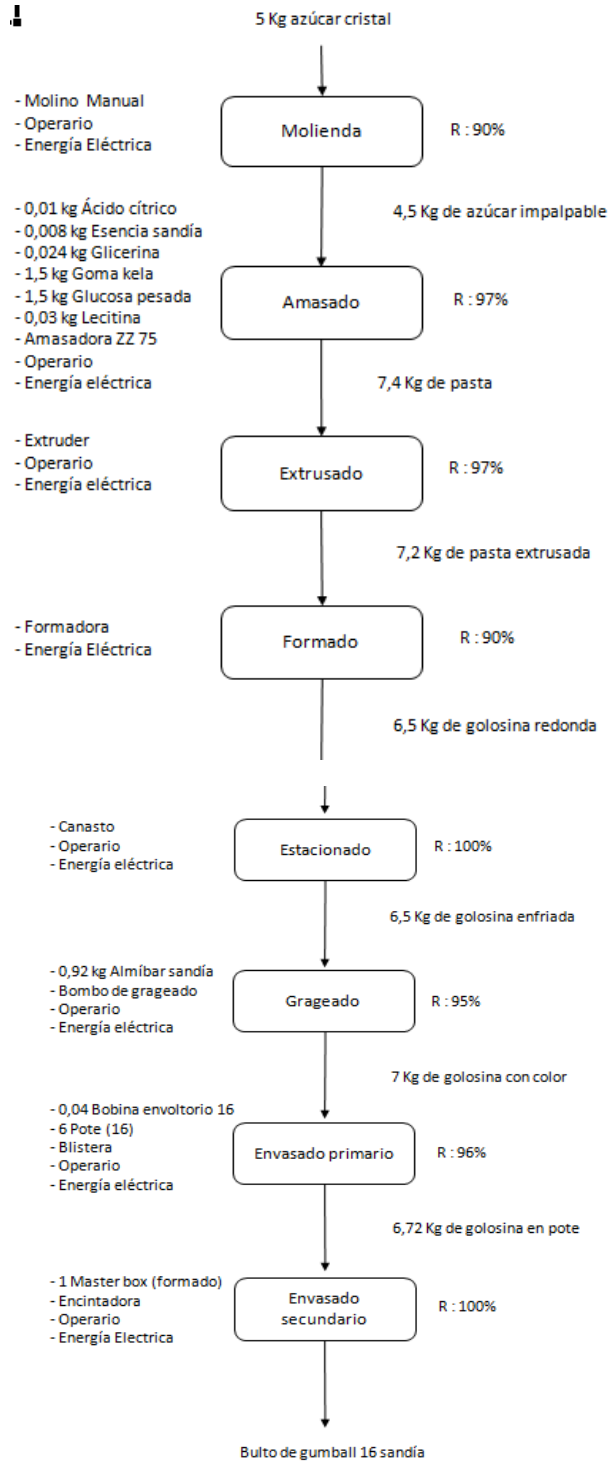 5 Kg azúcar cristal
- Molino Manual
- Operario
- Energía Eléctrica
Molienda
R : 90%
4,5 Kg de azúcar impalpable
- 0,01 kg Ácido cítrico
- 0,008 kg Esencia sandía
- 0,024 kg Glicerina
- 1,5 kg Goma kela
- 1,5 kg Glucosa pesada
- 0,03 kg Lecitina
- Amasadora ZZ 75
- Operario
- Energía eléctrica
Amasado
R : 97%
7,4 Kg de pasta
- Extruder
- Operario
- Energía eléctrica
Extrusado
R : 97%
7,2 Kg de pasta extrusada
- Formadora
- Energía Eléctrica
Formado
R : 90%
6,5 Kg de golosina redonda
- Canasto
- Operario
- Energía eléctrica
Estacionado
R : 100%
6,5 Kg de golosina enfriada
- 0,92 kg Almíbar sandía
- Bombo de grageado
- Operario
- Energía eléctrica
Grageado
R : 95%
7 Kg de golosina con color
- 0,04 Bobina envoltorio 16
- 6 Pote (16)
- Blistera
- Operario
- Energía eléctrica
Envasado primario
R : 96%
6,72 Kg de golosina en pote
- 1 Master box (formado)
- Encintadora
- Operario
- Energía Electrica
Envasado
secundario
R : 100%
Bulto de gumball 16 sandía